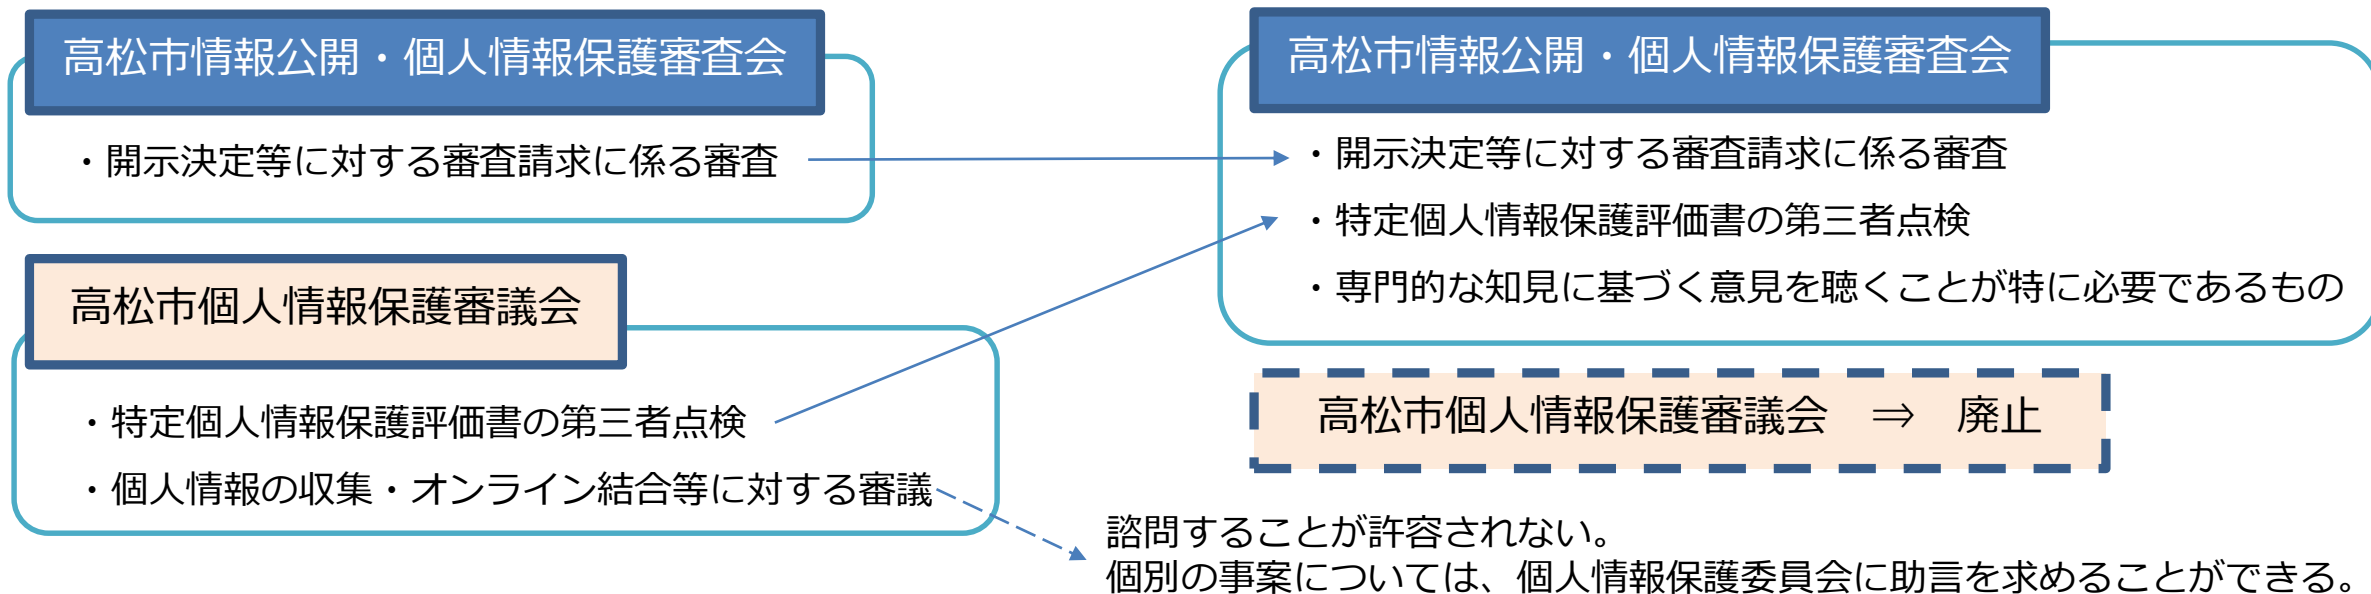 高松市情報公開・個人情報保護審査会
・開示決定等に対する審査請求に係る審査
高松市個人情報保護審議会
・特定個人情報保護評価書の第三者点検
・個人情報の収集・オンライン結合等に対する審議
高松市情報公開・個人情報保護審査会
・開示決定等に対する審査請求に係る審査
・特定個人情報保護評価書の第三者点検
・専門的な知見に基づく意見を聴くことが特に必要であるもの
高松市個人情報保護審議会 ⇒ 廃止
諮問することが許容されない。
個別の事案については、個人情報保護委員会に助言を求めることができる。